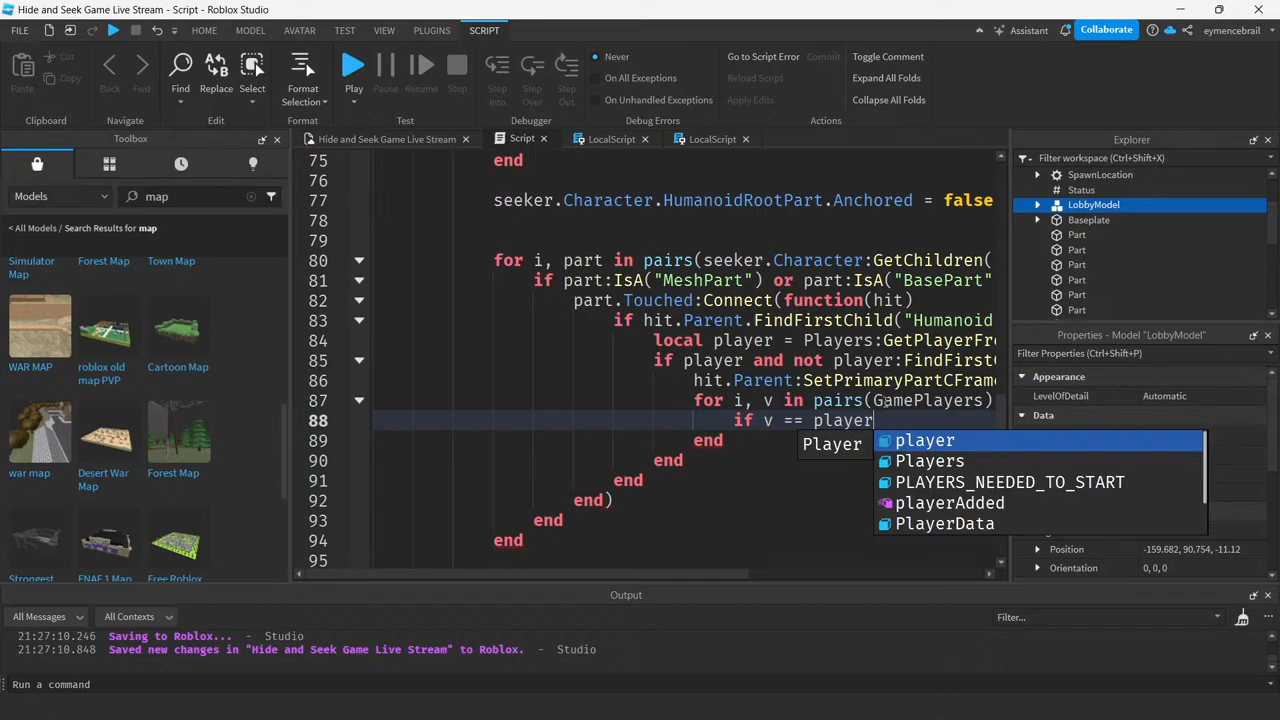 Hide and Seek Game Live Stream - Script - Roblox Studio
FILE HOME MODEL AVATAR TEST VIEW PLUGINS SCRIPT Assistant Collaborate eymencebrail
Paste Cut Copy
Back Fwd
Find Replace Select
Format Selection
Play Pause Resume Stop
Step Into Step Over Step Out
Never
On All Exceptions
On Unhandled Exceptions
Go to Script Error Commit
Reload Script
Apply Edits
Toggle Comment
Expand All Folds
Collapse All Folds
Clipboard Navigate Edit Format Test Debugger Debug Errors Actions
Toolbox
Models map
< All Models / Search Results for map
Simulator Map
Forest Map
Town Map
WAR MAP
roblox old map PVP
Cartoon Map
war map
Desert War Map
Forest Map
Strongest
FNAF 1 Map
Free Roblox
Hide and Seek Game Live Stream Script LocalScript LocalScript
75 end
76
77 seeker.Character.HumanoidRootPart.Anchored = false
78
79
80 for i, part in pairs(seeker.Character:GetChildren(
81 if part:IsA("MeshPart") or part:IsA("BasePart"
82 part.Touched:Connect(function(hit)
83 if hit.Parent.FindFirstChild("Humanoid
84 local player = Players:GetPlayerFr
85 if player and not player:FindFirstC
86 hit.Parent:SetPrimaryPartCFrame
87 for i, v in pairs(GamePlayers)
88 if v == player
89 end
90 end
91 end
92 end)
93 end
94 end
95
Player
player
Players
PLAYERS_NEEDED_TO_START
playerAdded
PlayerData
Explorer
Filter workspace (Ctrl+Shift+X)
SpawnLocation
Status
LobbyModel
Baseplate
Part
Part
Part
Part
Part
Part
Properties - Model "LobbyModel"
Filter Properties (Ctrl+Shift+P)
Appearance
LevelOfDetail Automatic
Data
Position -159.682, 90.754, -11.12
Orientation 0, 0, 0
Output
All Messages All Contexts Filter...
21:27:10.246 Saving to Roblox... - Studio
21:27:10.848 Saved new changes in "Hide and Seek Game Live Stream" to Roblox. - Studio
Run a command